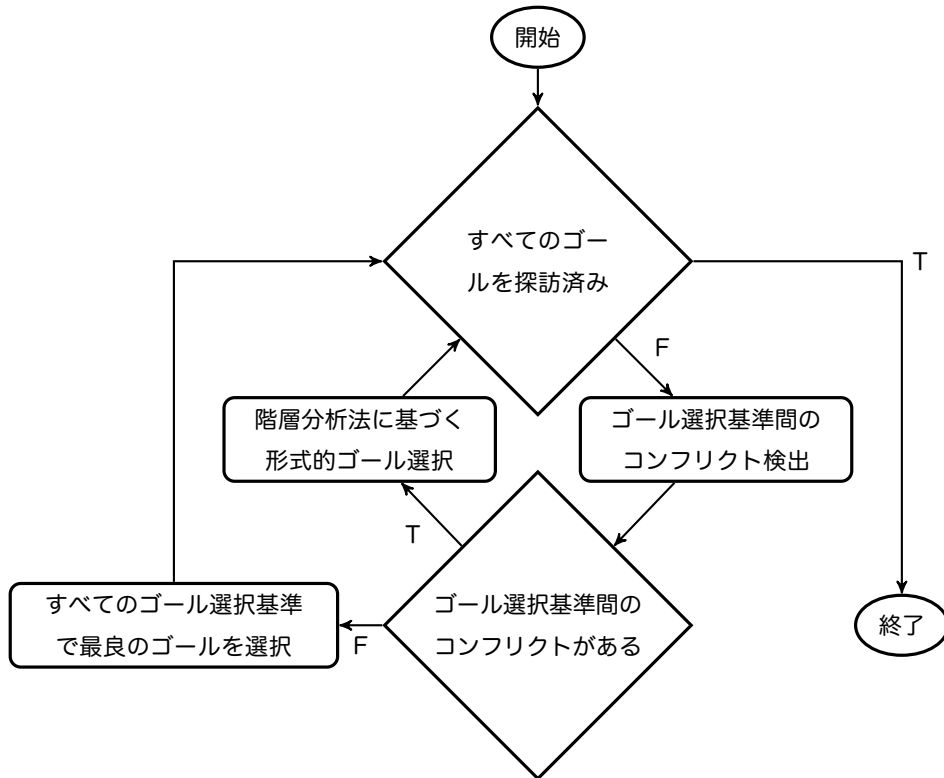 開始
すべてのゴー
ルを探訪済み
T
F
階層分析法に基づく
形式的ゴール選択
ゴール選択基準間の
コンフリクト検出
T
すべてのゴール選択基準
で最良のゴールを選択
F
ゴール選択基準間の
コンフリクトがある
終了